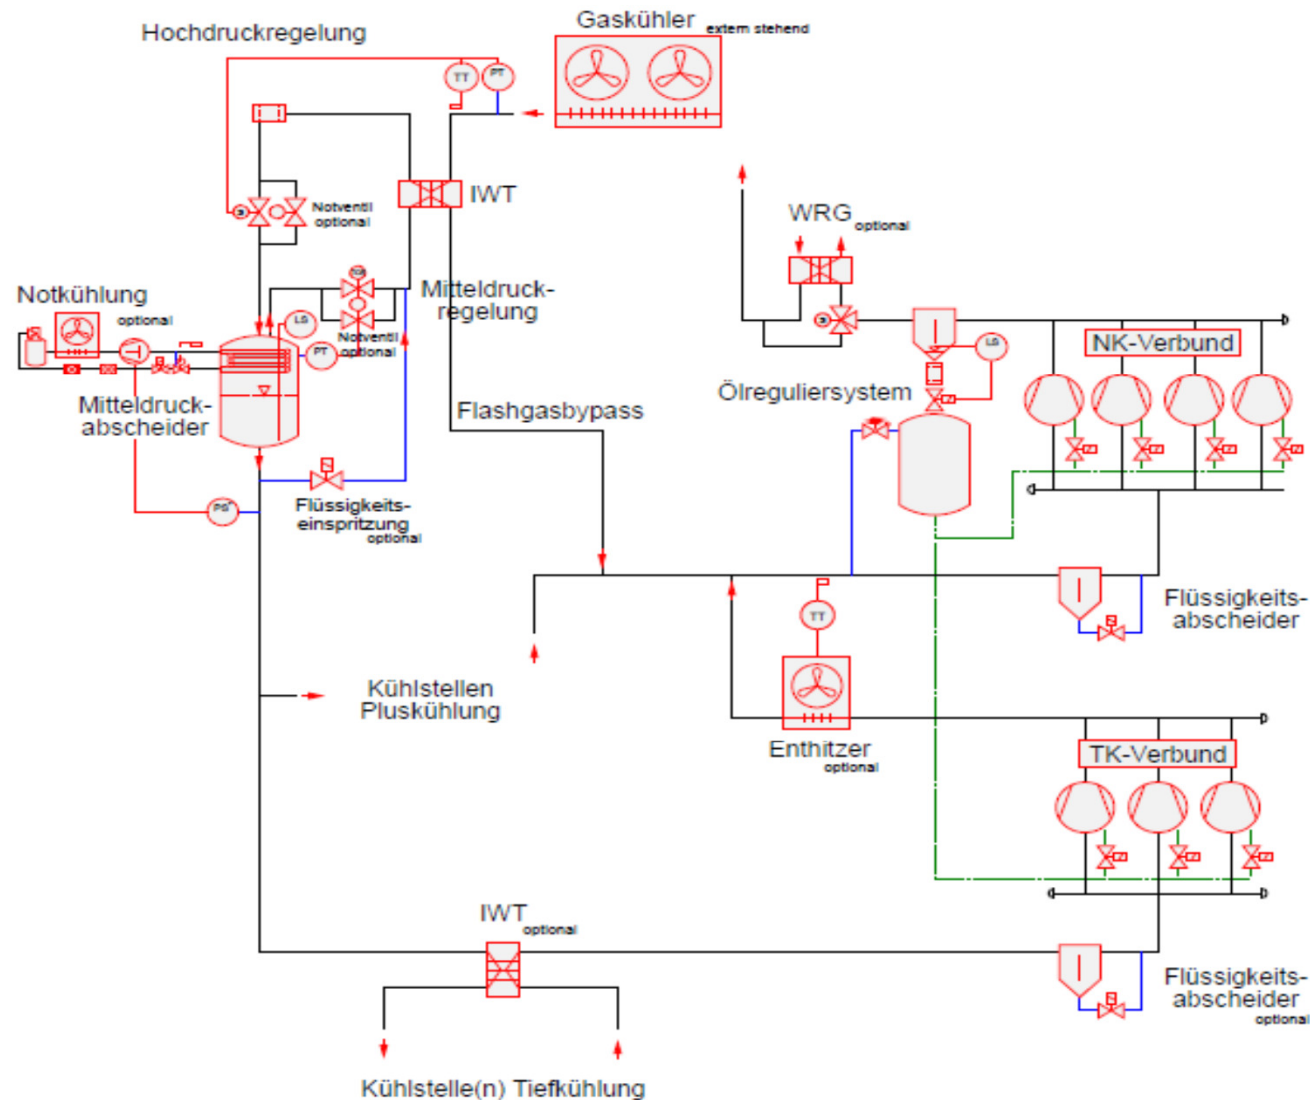 Gaskühler extern stehend
Hochdruckregelung
TT
PT
IWT
WRG optional
Notventil
optional
Mitteldruck-
regelung
Notkühlung
optional
LS
Notventil
optional
PT
NK-Verbund
LS
Ölreguliersystem
Mitteldruck-
abscheider
Flashgasbypass
Flüssigkeits-
einspritzung
optional
PS
Flüssigkeits-
abscheider
TT
Kühlstellen
Pluskühlung
Enthitzer
optional
TK-Verbund
IWT
optional
Flüssigkeits-
abscheider
optional
Kühlstelle(n) Tiefkühlung